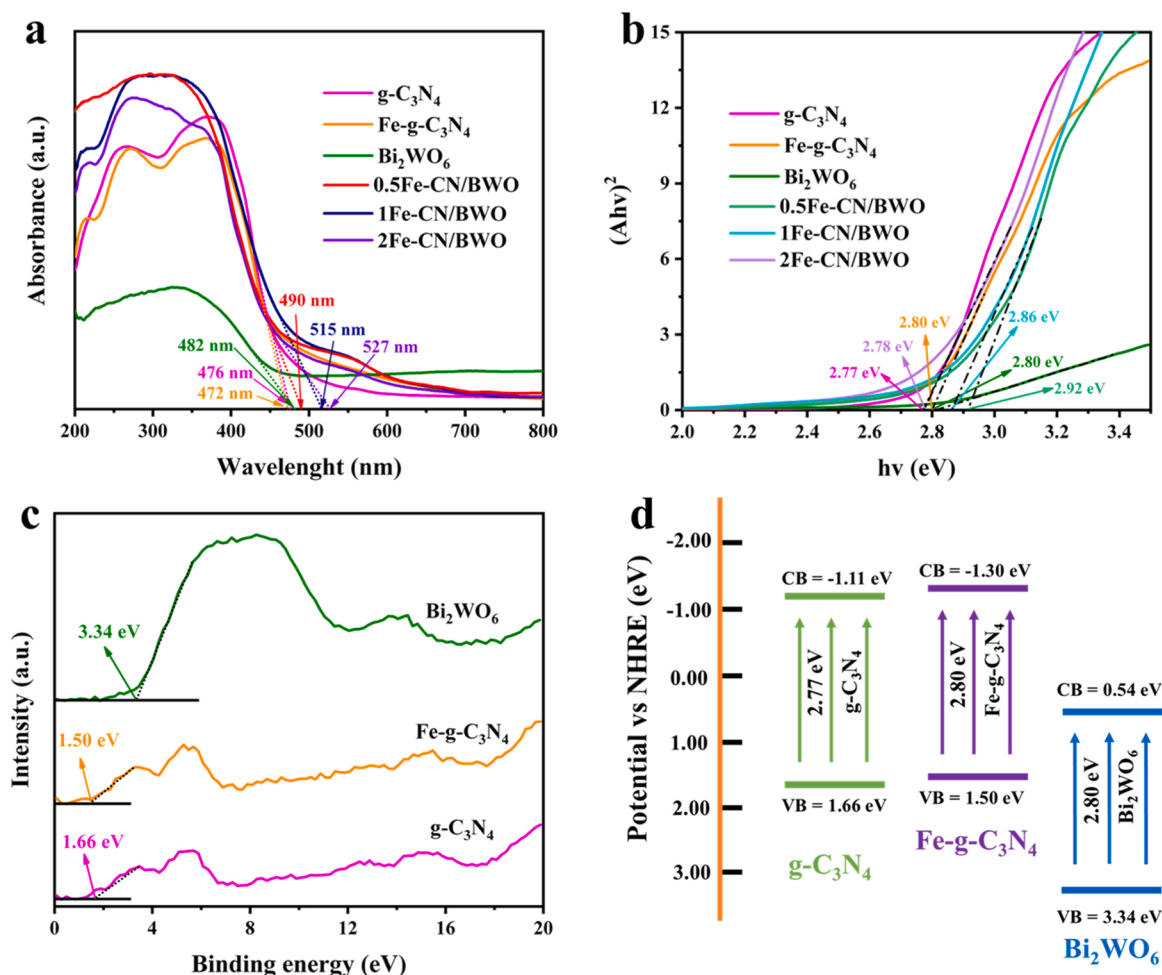 a
Absorbance (a.u.)
g-C₃N₄
Fe-g-C₃N₄
Bi₂WO₆
0.5Fe-CN/BWO
1Fe-CN/BWO
2Fe-CN/BWO
490 nm
515 nm
527 nm
482 nm
476 nm
472 nm
200 300 400 500 600 700 800
Wavelenght (nm)
b
(Ahv)²
15
12
9
6
3
0
g-C₃N₄
Fe-g-C₃N₄
Bi₂WO₆
0.5Fe-CN/BWO
1Fe-CN/BWO
2Fe-CN/BWO
2.80 eV
2.86 eV
2.78 eV
2.77 eV
2.80 eV
2.92 eV
2.0 2.2 2.4 2.6 2.8 3.0 3.2 3.4
hv (eV)
c
Intensity (a.u.)
Bi₂WO₆
3.34 eV
Fe-g-C₃N₄
1.50 eV
g-C₃N₄
1.66 eV
0 4 8 12 16 20
Binding energy (eV)
d
Potential vs NHRE (eV)
-2.00
-1.00
0.00
1.00
2.00
3.00
CB = -1.11 eV
2.77 eV
g-C₃N₄
VB = 1.66 eV
g-C₃N₄
CB = -1.30 eV
2.80 eV
Fe-g-C₃N₄
VB = 1.50 eV
Fe-g-C₃N₄
CB = 0.54 eV
2.80 eV
Bi₂WO₆
VB = 3.34 eV
Bi₂WO₆